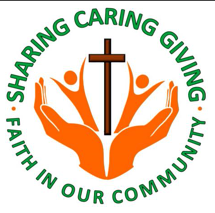 SHARING CARING GIVING
FAITH IN OUR COMMUNITY